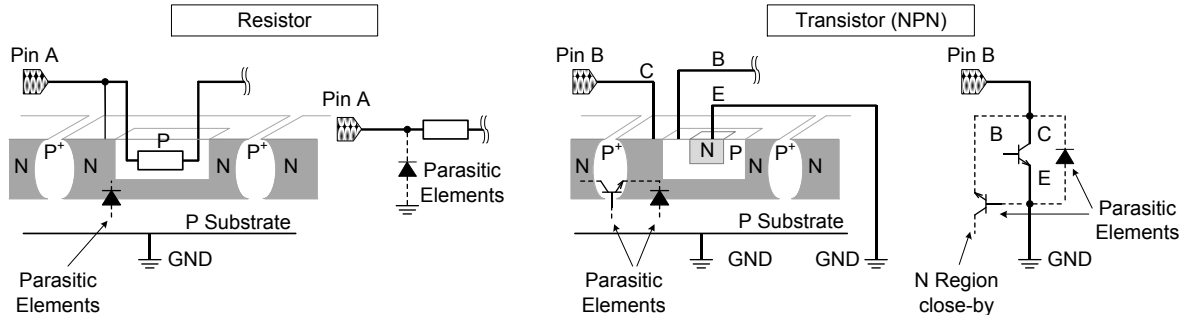 Resistor
Transistor (NPN)
Pin A
Pin B
Pin B
C
B
E
Pin A
P
N
P+
N
N
P+
N
Parasitic
Elements
N
P+
N
N
P
N
P+
N
B
C
E
P Substrate
P Substrate
Parasitic
Elements
GND
GND
GND
Parasitic
Elements
Parasitic
Elements
N Region
close-by